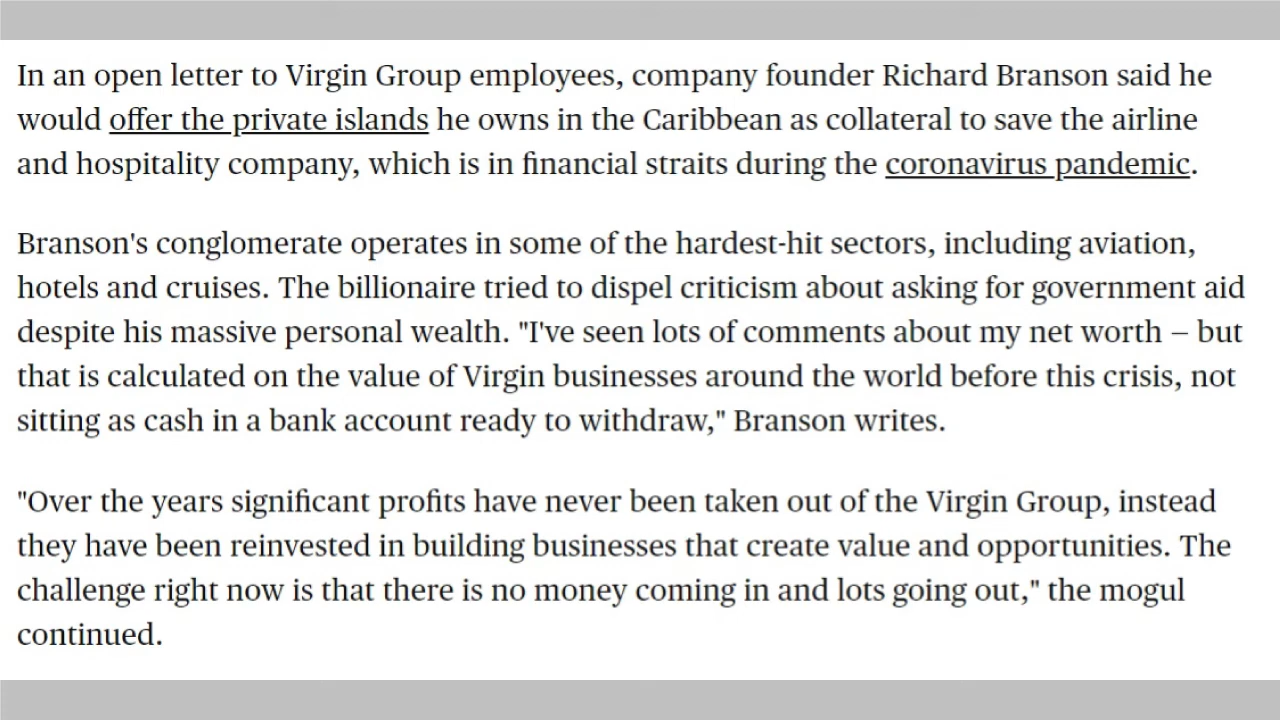 In an open letter to Virgin Group employees, company founder Richard Branson said he
would offer the private islands he owns in the Caribbean as collateral to save the airline
and hospitality company, which is in financial straits during the coronavirus pandemic.
Branson's conglomerate operates in some of the hardest-hit sectors, including aviation,
hotels and cruises. The billionaire tried to dispel criticism about asking for government aid
despite his massive personal wealth. "I've seen lots of comments about my net worth – but
that is calculated on the value of Virgin businesses around the world before this crisis, not
sitting as cash in a bank account ready to withdraw," Branson writes.
"Over the years significant profits have never been taken out of the Virgin Group, instead
they have been reinvested in building businesses that create value and opportunities. The
challenge right now is that there is no money coming in and lots going out," the mogul
continued.